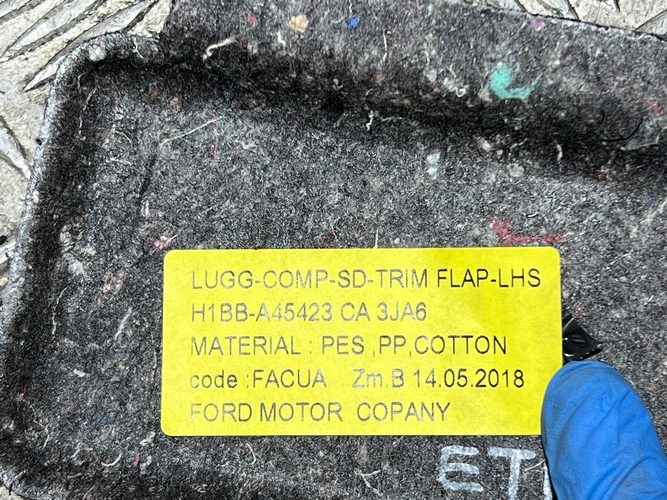 LUGG-COMP-SD-TRIM FLAP-LHS
H1BB-A45423 CA 3JA6
MATERIAL : PES ,PP,COTTON
code :FACUA Zm.B 14.05.2018
FORD MOTOR COPANY